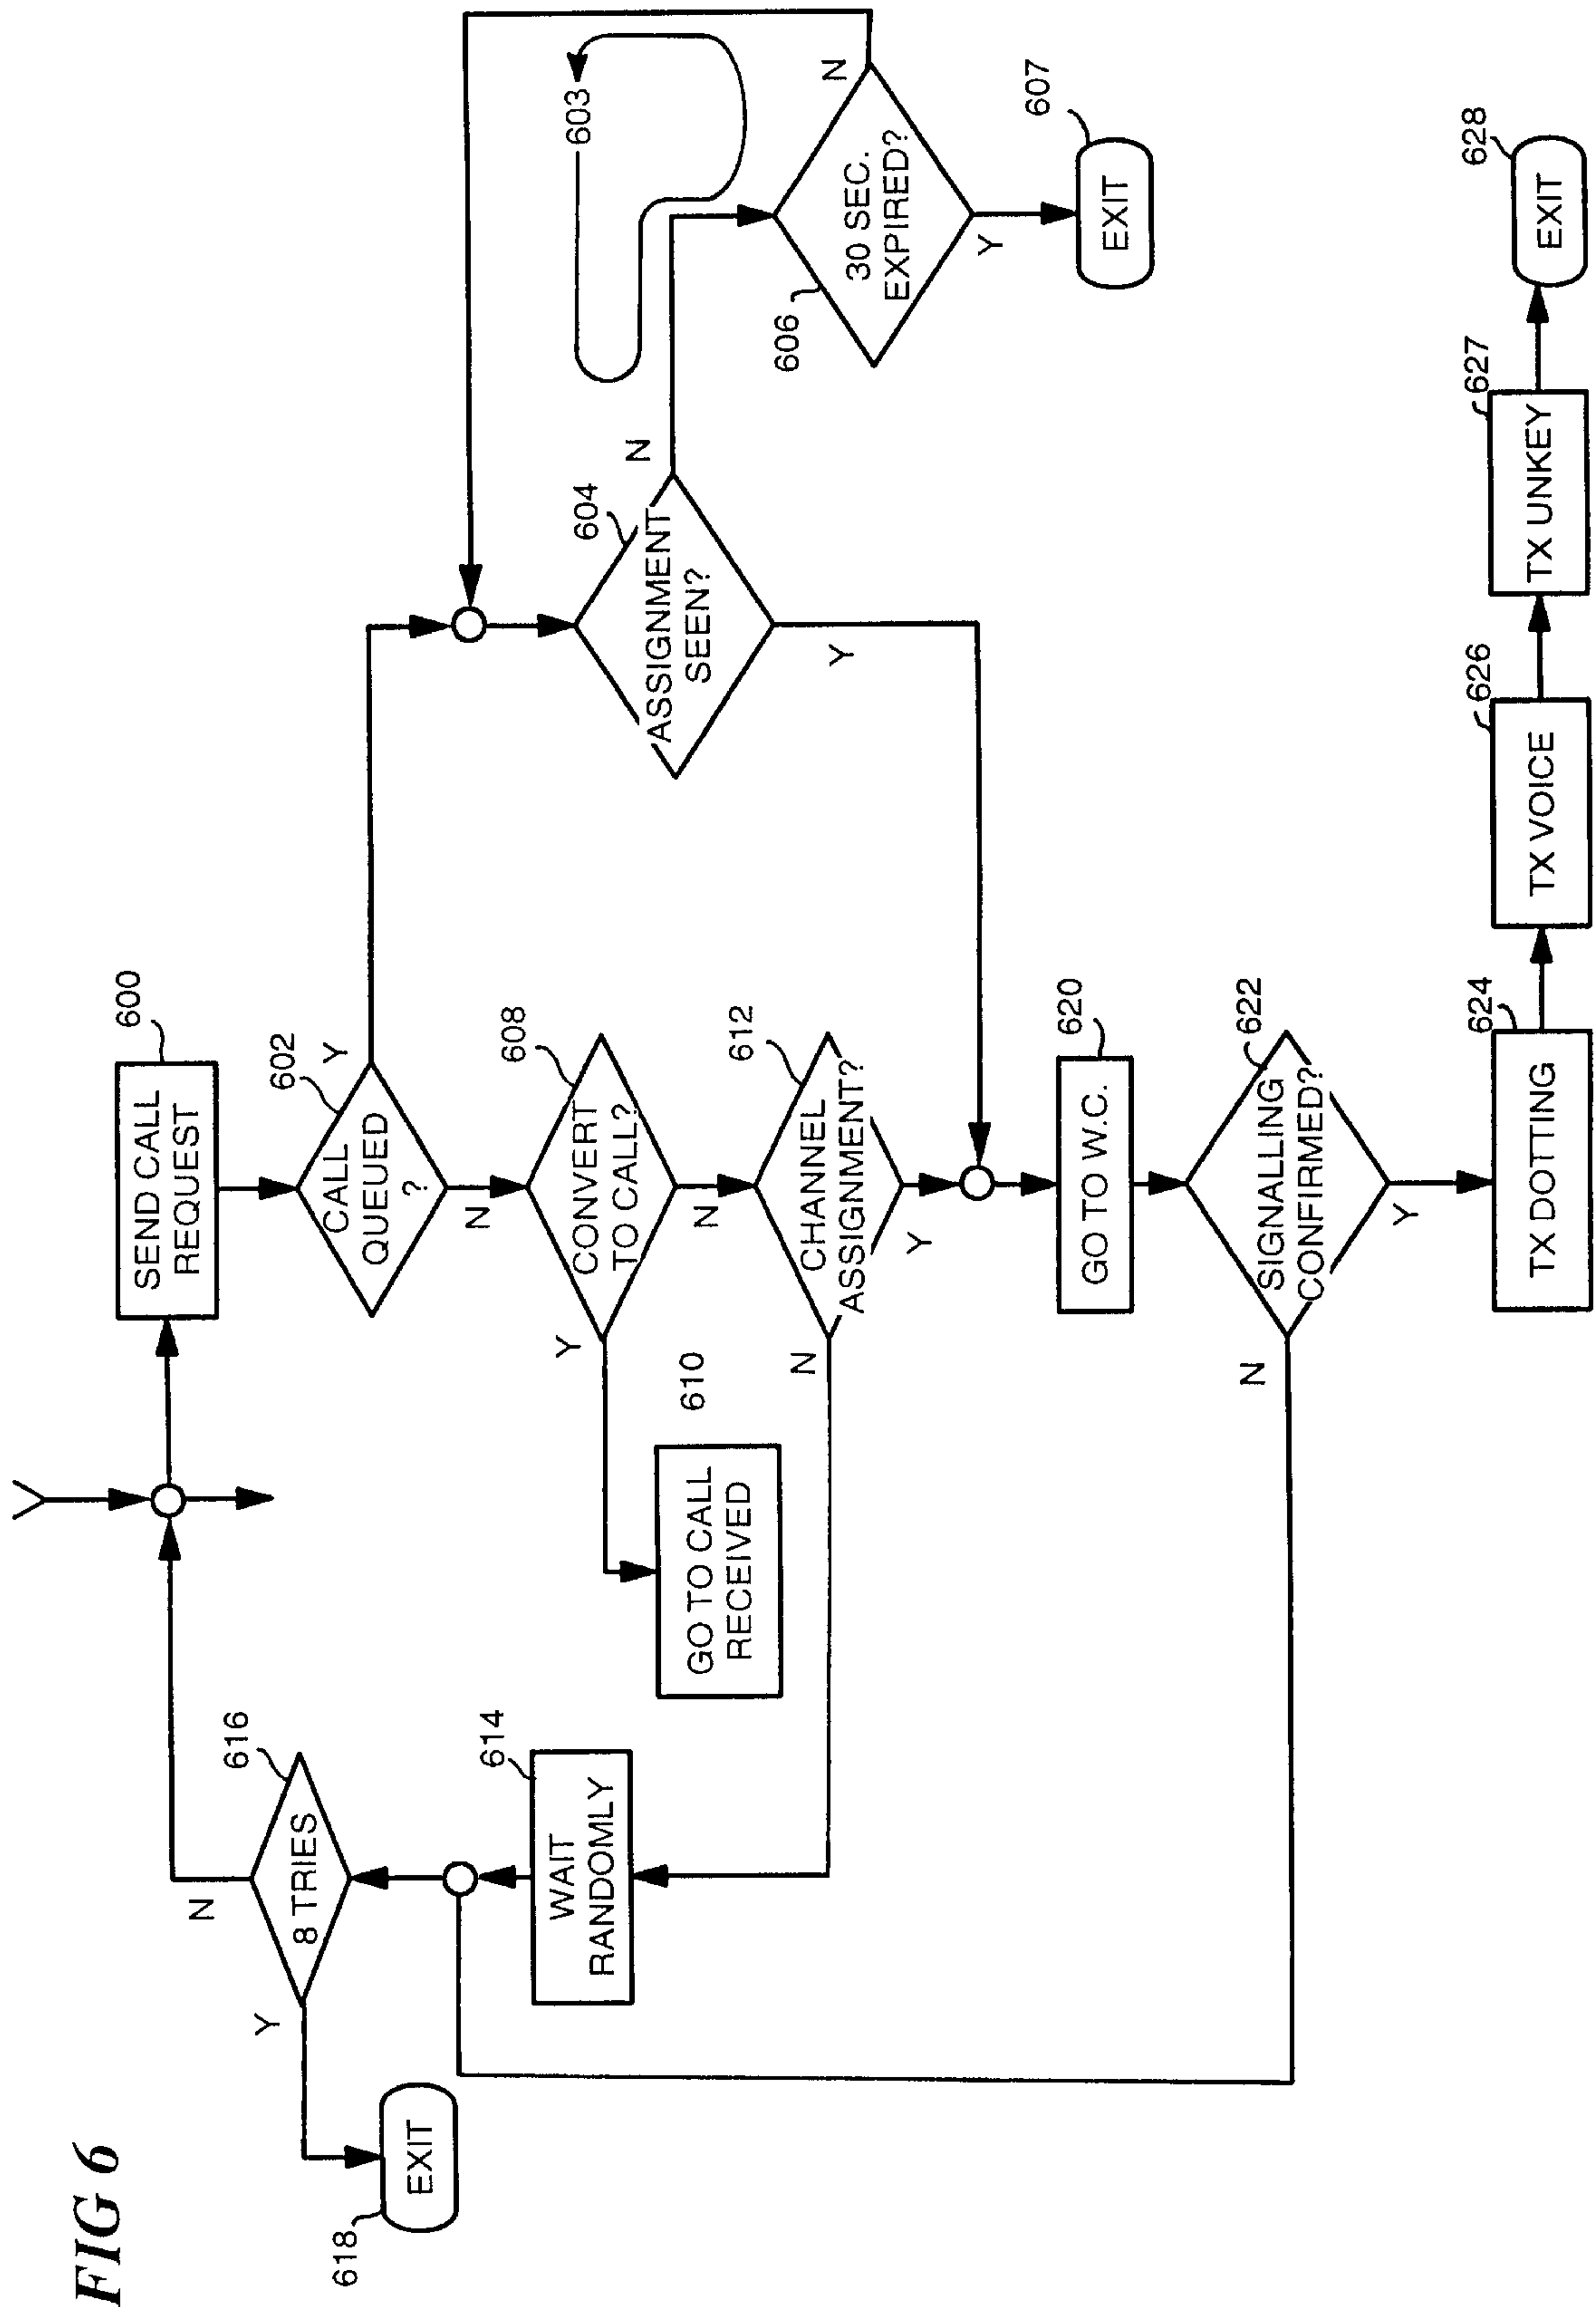 FIG 6
Y
SEND CALL
REQUEST
600
CALL
QUEUED
?
602
Y
N
CONVERT
TO CALL?
608
Y
N
GO TO CALL
RECEIVED
610
CHANNEL
ASSIGNMENT?
612
N
Y
WAIT
RANDOMLY
614
8 TRIES
616
N
Y
EXIT
618
ASSIGNMENT
SEEN?
604
N
Y
603
30 SEC.
EXPIRED?
606
N
Y
EXIT
607
GO TO W.C.
620
SIGNALLING
CONFIRMED?
622
N
Y
TX DOTTING
624
TX VOICE
626
TX UNKEY
627
EXIT
628